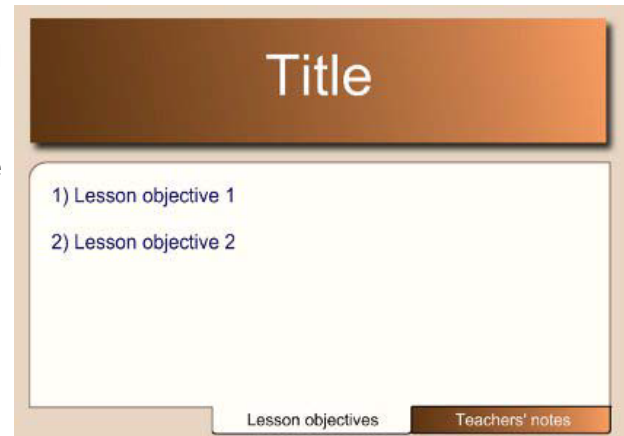 Title
1) Lesson objective 1
2) Lesson objective 2
Lesson objectives
Teachers' notes